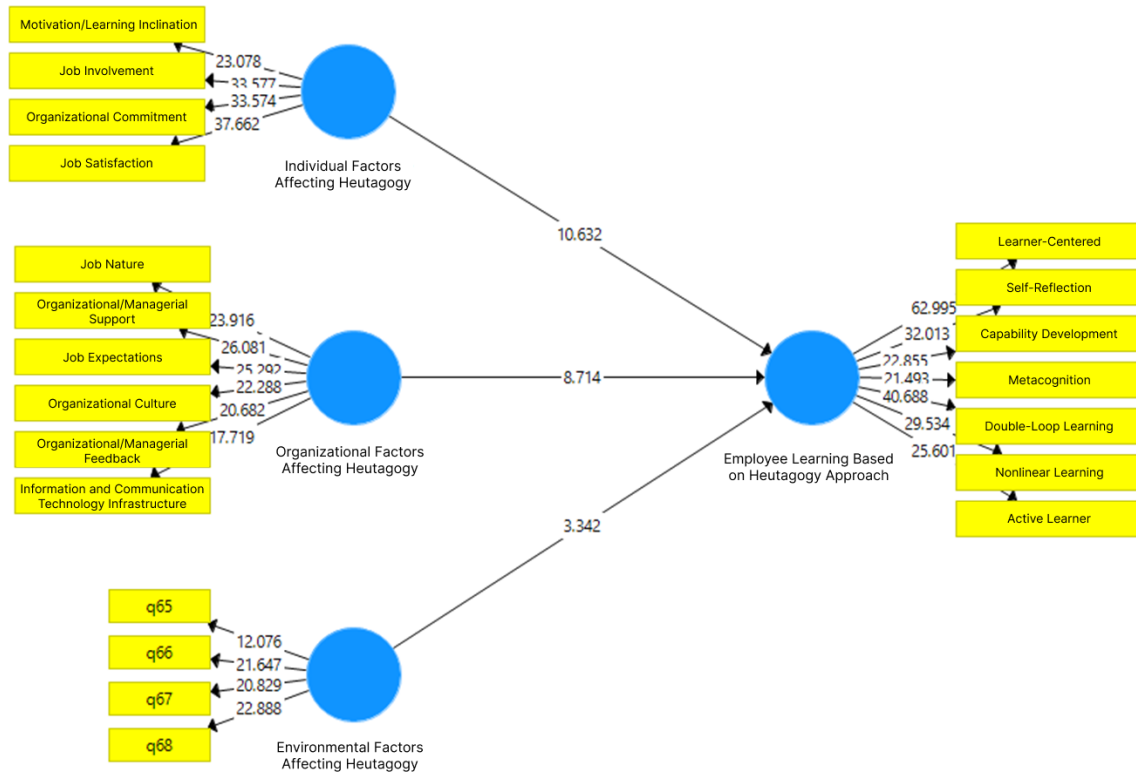 Motivation/Learning Inclination
Job Involvement
Organizational Commitment
Job Satisfaction
23.078
33.577
33.574
37.662
Individual Factors
Affecting Heutagogy
10.632
Job Nature
Organizational/Managerial
Support
Job Expectations
Organizational Culture
Organizational/Managerial
Feedback
Information and Communication
Technology Infrastructure
23.916
26.081
25.292
22.288
20.682
17.719
Organizational Factors
Affecting Heutagogy
8.714
q65
q66
q67
q68
12.076
21.647
20.829
22.888
Environmental Factors
Affecting Heutagogy
3.342
Employee Learning Based
on Heutagogy Approach
62.995
32.013
22.855
21.493
40.688
29.534
25.601
Learner-Centered
Self-Reflection
Capability Development
Metacognition
Double-Loop Learning
Nonlinear Learning
Active Learner